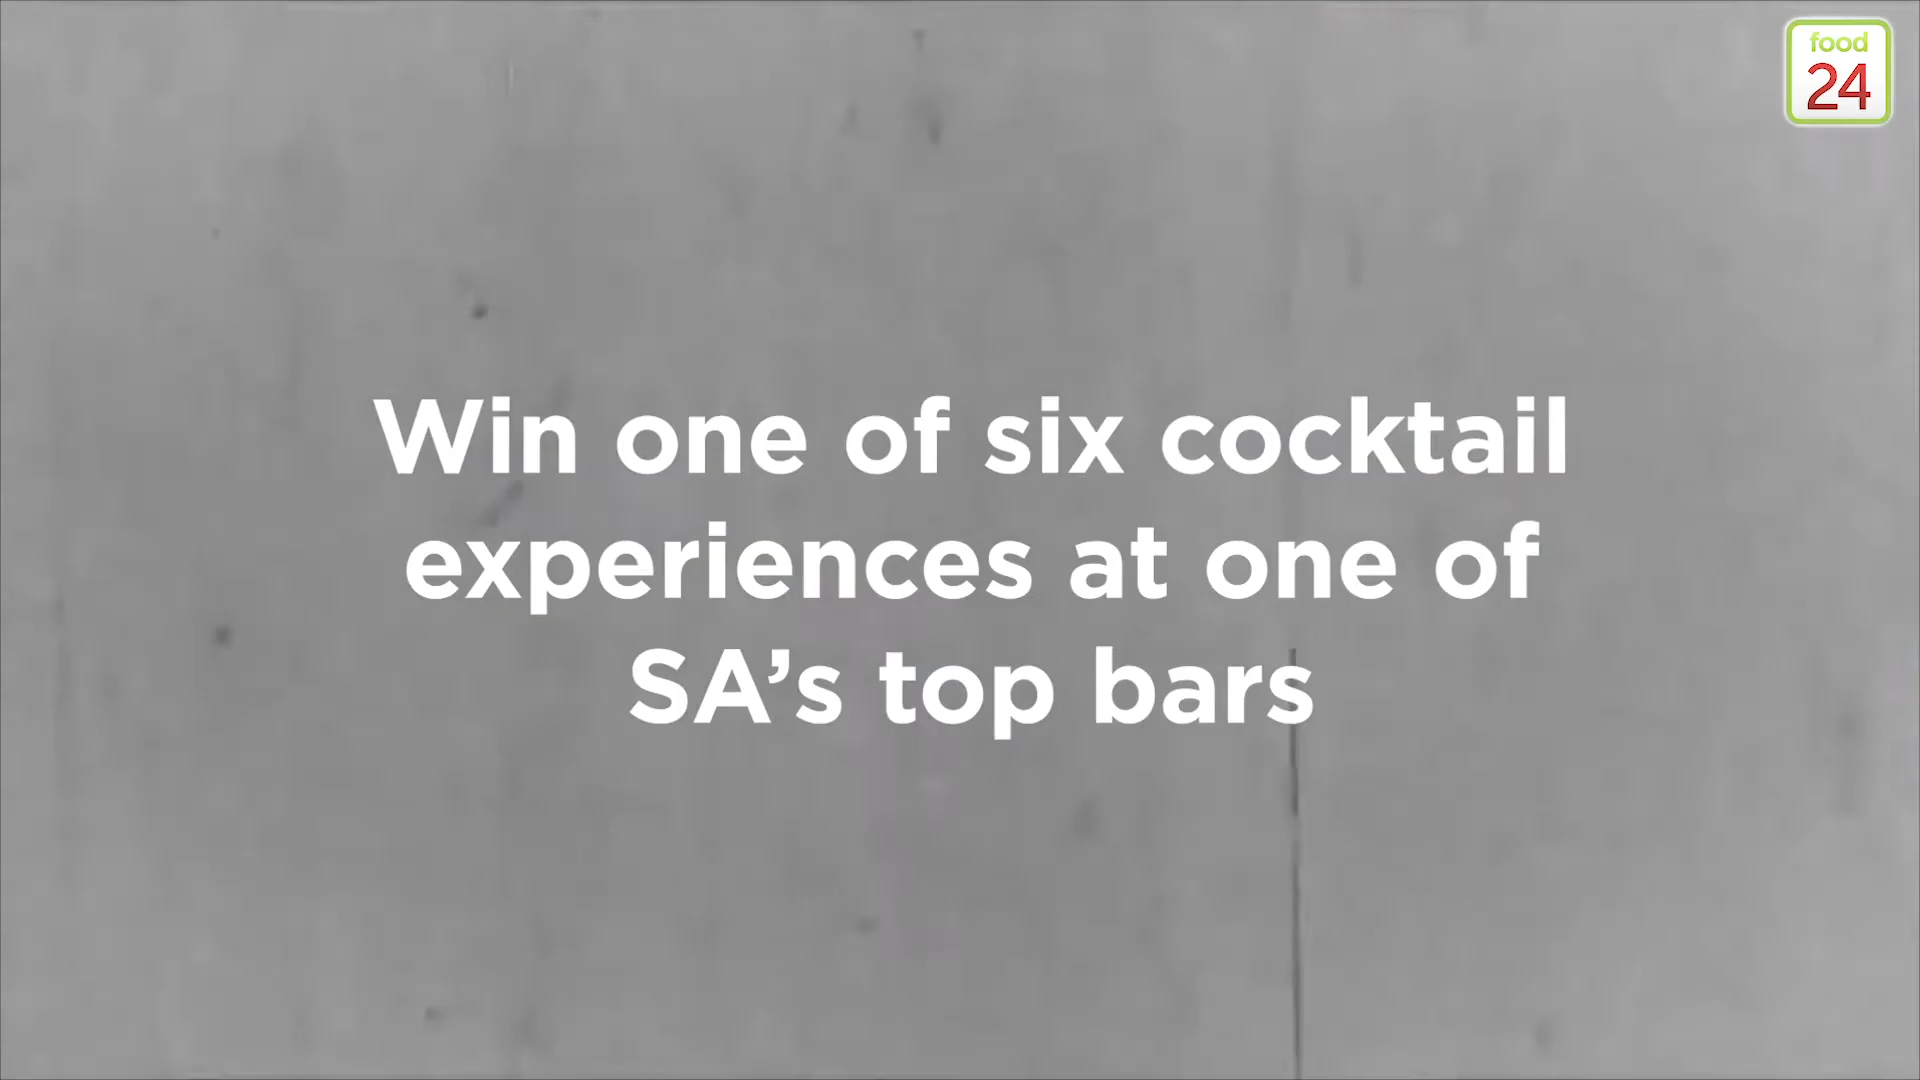 food
24
Win one of six cocktail
experiences at one of
SA’s top bars